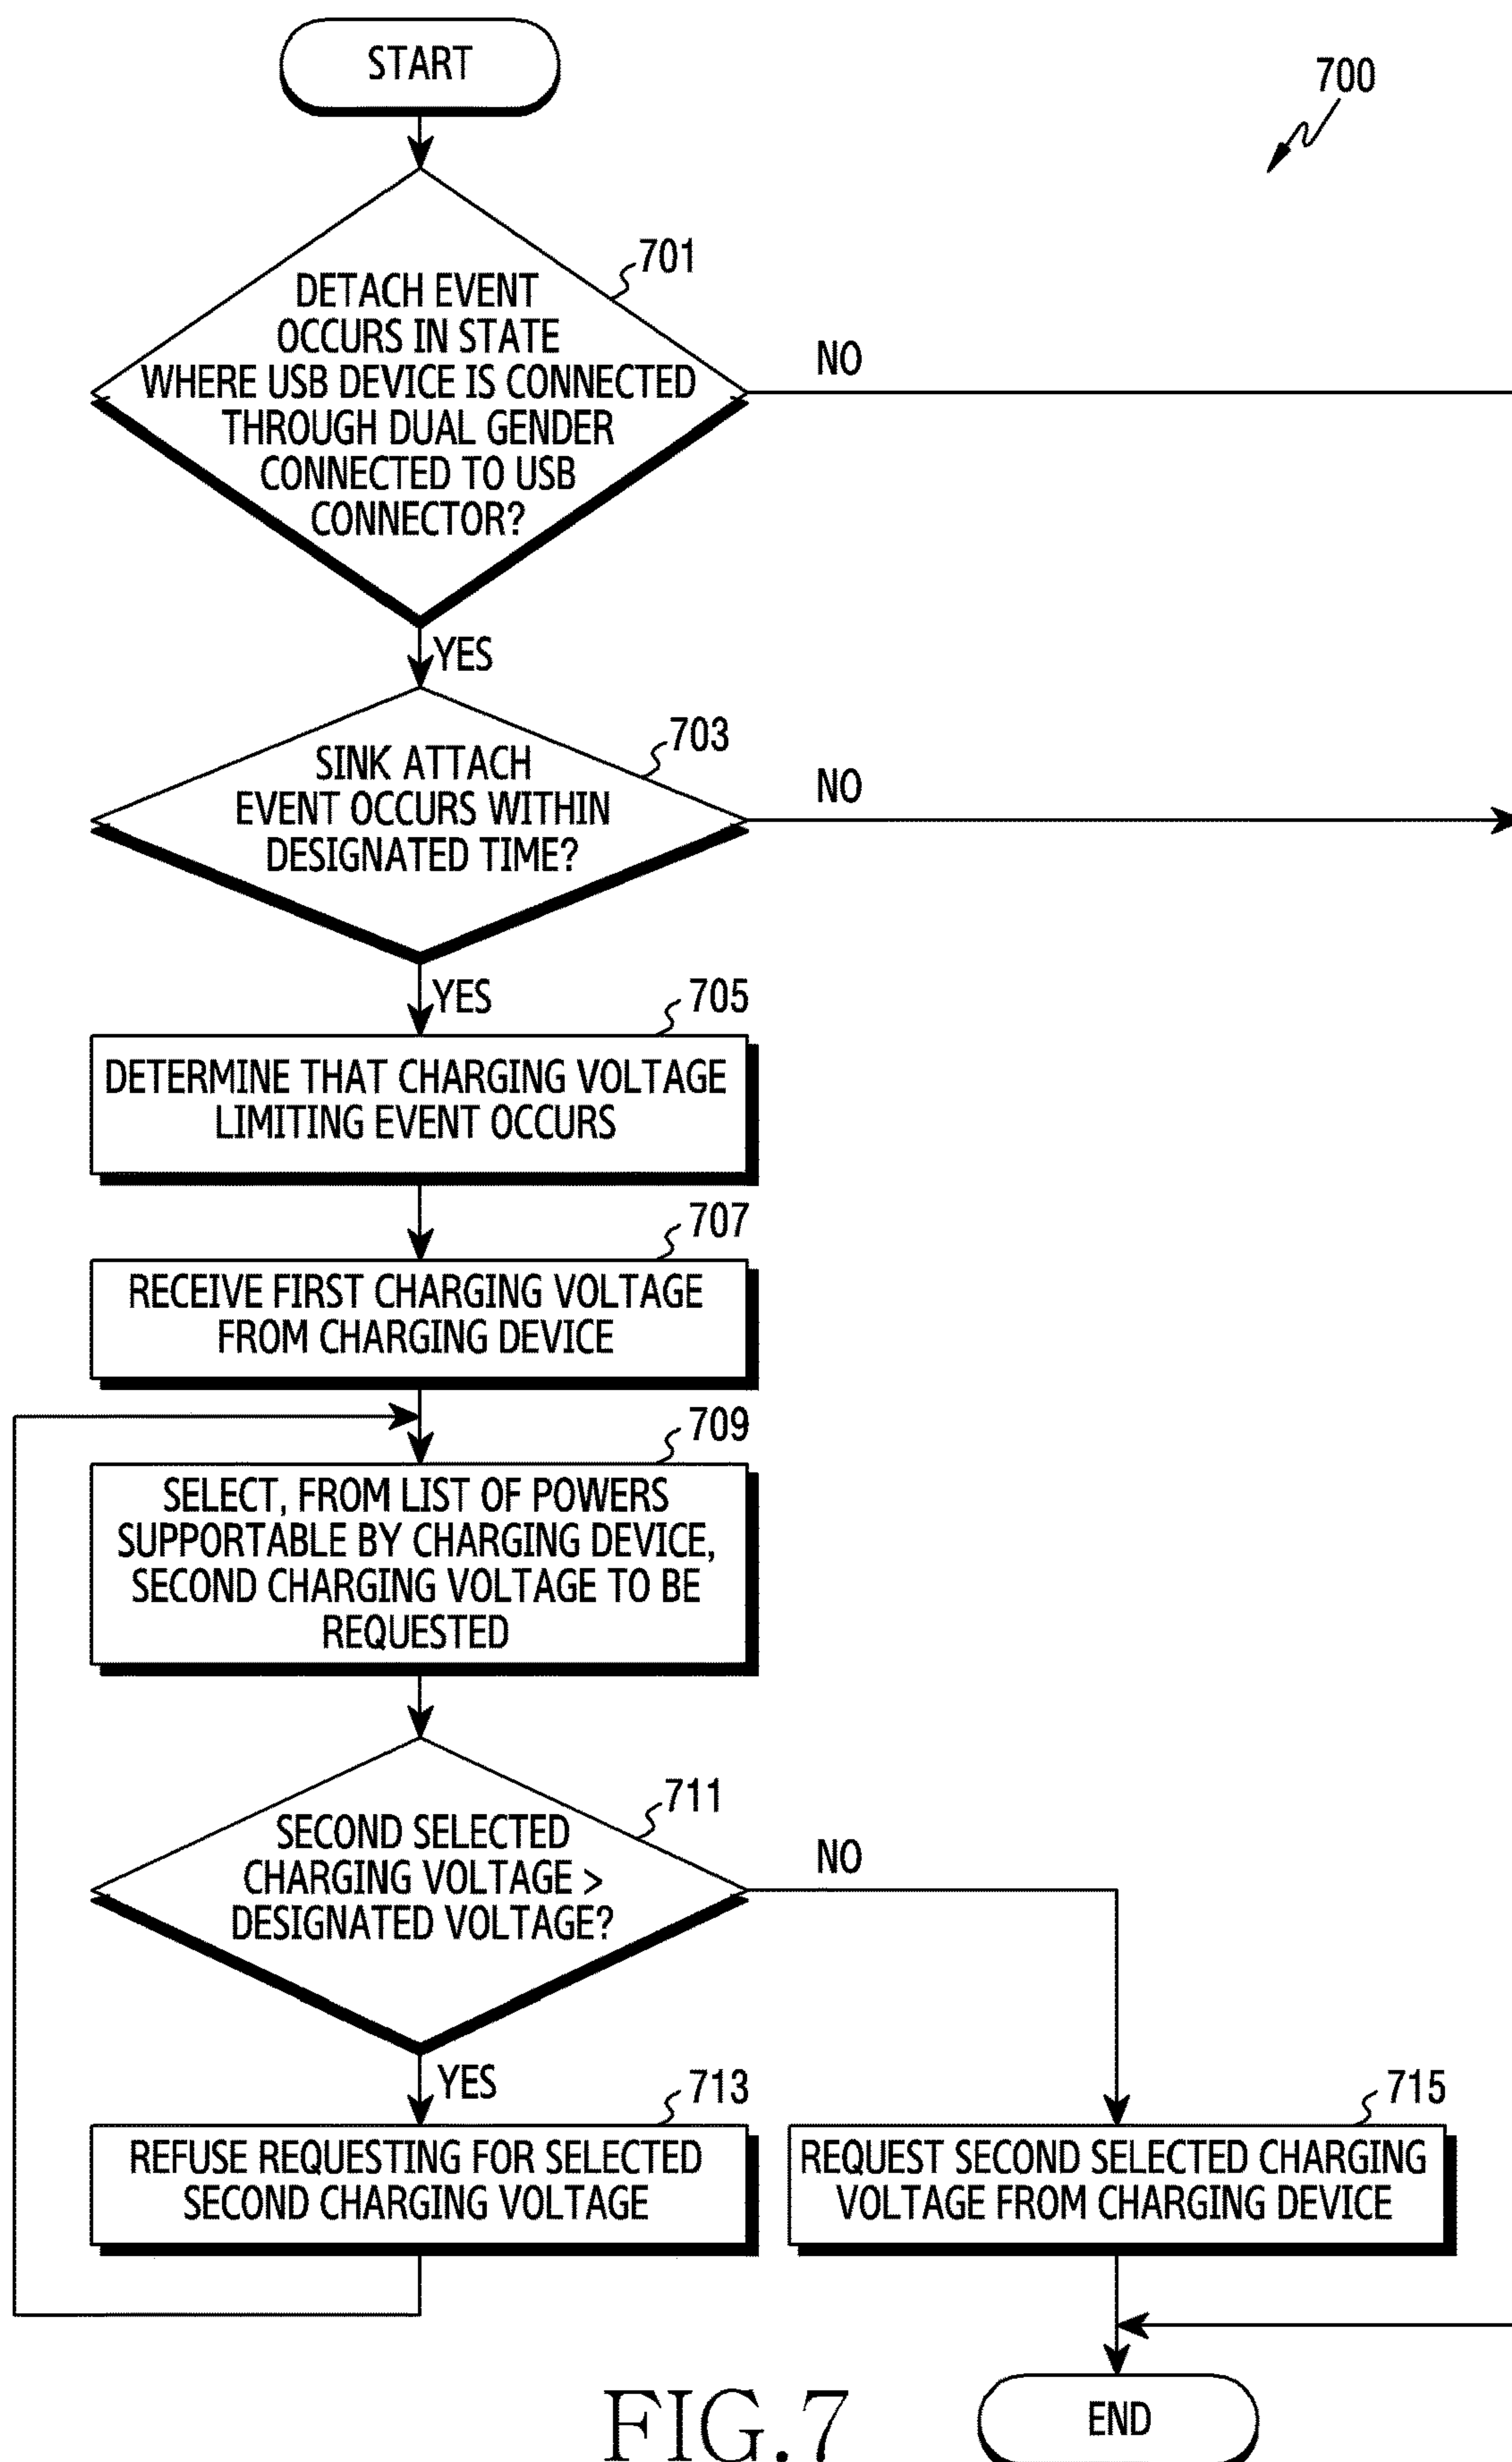 START
700
701
DETACH EVENT
OCCURS IN STATE
WHERE USB DEVICE IS CONNECTED
THROUGH DUAL GENDER
CONNECTED TO USB
CONNECTOR?
NO
YES
703
SINK ATTACH
EVENT OCCURS WITHIN
DESIGNATED TIME?
NO
YES
705
DETERMINE THAT CHARGING VOLTAGE
LIMITING EVENT OCCURS
707
RECEIVE FIRST CHARGING VOLTAGE
FROM CHARGING DEVICE
709
SELECT, FROM LIST OF POWERS
SUPPORTABLE BY CHARGING DEVICE,
SECOND CHARGING VOLTAGE TO BE
REQUESTED
711
SECOND SELECTED
CHARGING VOLTAGE >
DESIGNATED VOLTAGE?
NO
YES
713
REFUSE REQUESTING FOR SELECTED
SECOND CHARGING VOLTAGE
715
REQUEST SECOND SELECTED CHARGING
VOLTAGE FROM CHARGING DEVICE
END
FIG.7